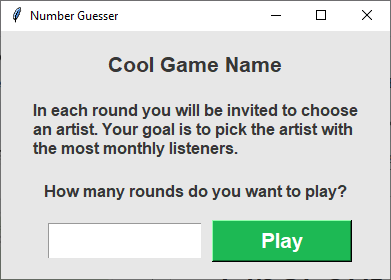 Number Guesser
Cool Game Name
In each round you will be invited to choose
an artist. Your goal is to pick the artist with
the most monthly listeners.
How many rounds do you want to play?
Play